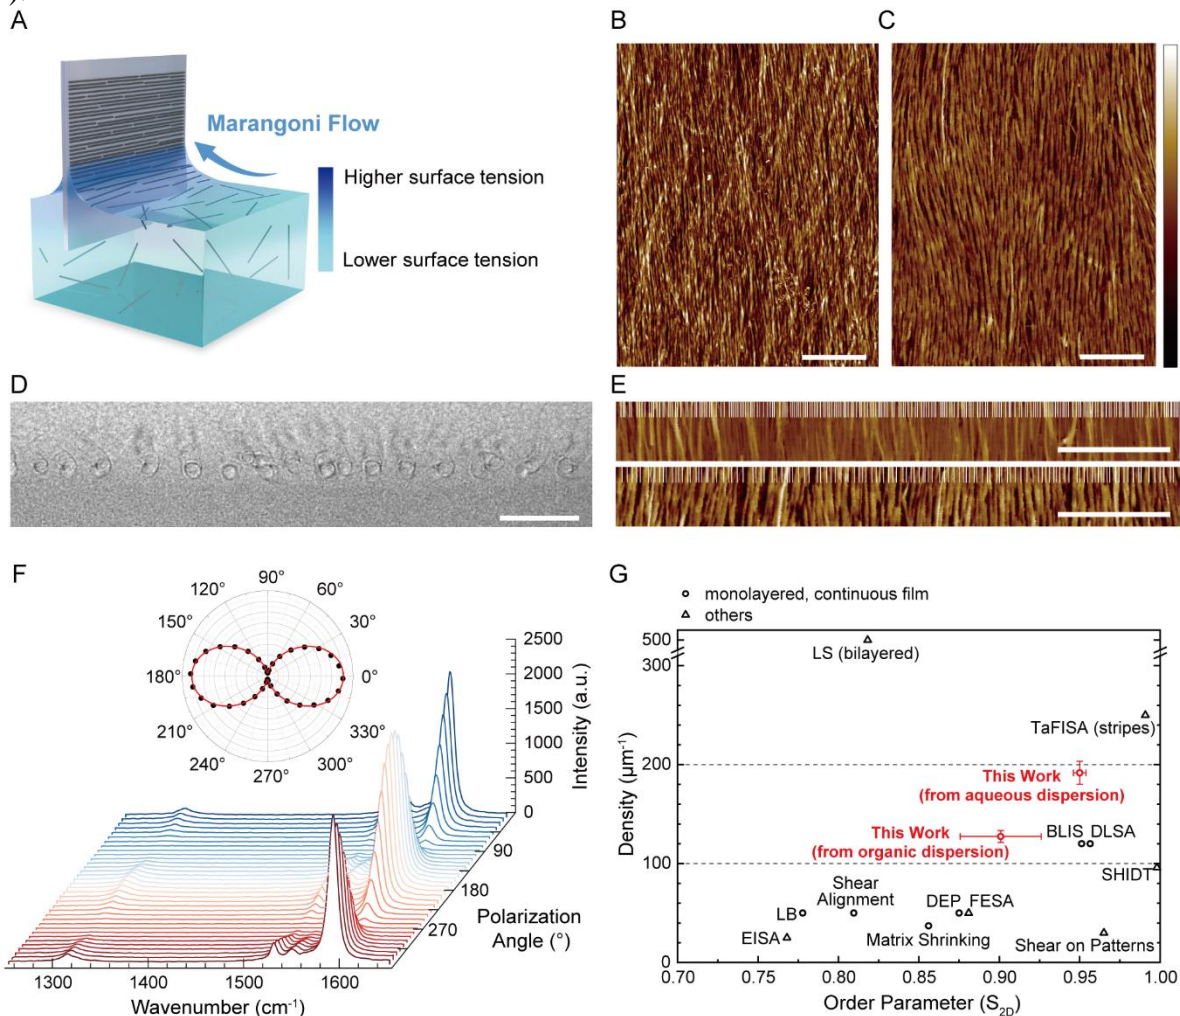 ).
A
B
C
Marangoni Flow
Higher surface tension
Lower surface tension
D
E
F
90°
120°
60°
150°
30°
180°
0°
210°
330°
240°
300°
270°
2500
2000
1500
1000
500
0
Intensity (a.u.)
90
180
270
Polarization
Angle (°)
1300
1400
1500
1600
Wavenumber (cm⁻¹)
G
monolayered, continuous film
others
500
300
200
100
0
Density (µm⁻¹)
LS (bilayered)
TaFISA (stripes)
This Work
(from aqueous dispersion)
This Work
(from organic dispersion)
BLIS DLSA
SHIDT
Shear
Alignment
LB
DEP FESA
EISA
Matrix Shrinking
Shear on Patterns
0.70
0.75
0.80
0.85
0.90
0.95
1.00
Order Parameter (S₂D)